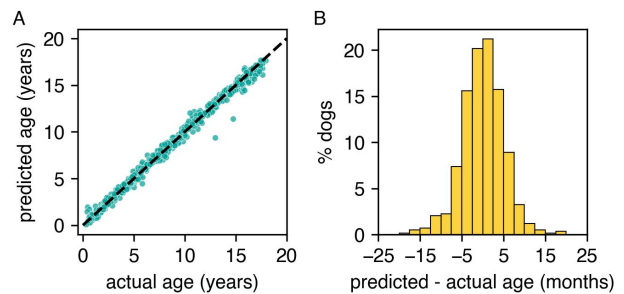 A
predicted age (years)
20
15
10
5
0
0 5 10 15 20
actual age (years)
B
% dogs
20
15
10
5
0
−25 −15 −5 5 15 25
predicted - actual age (months)